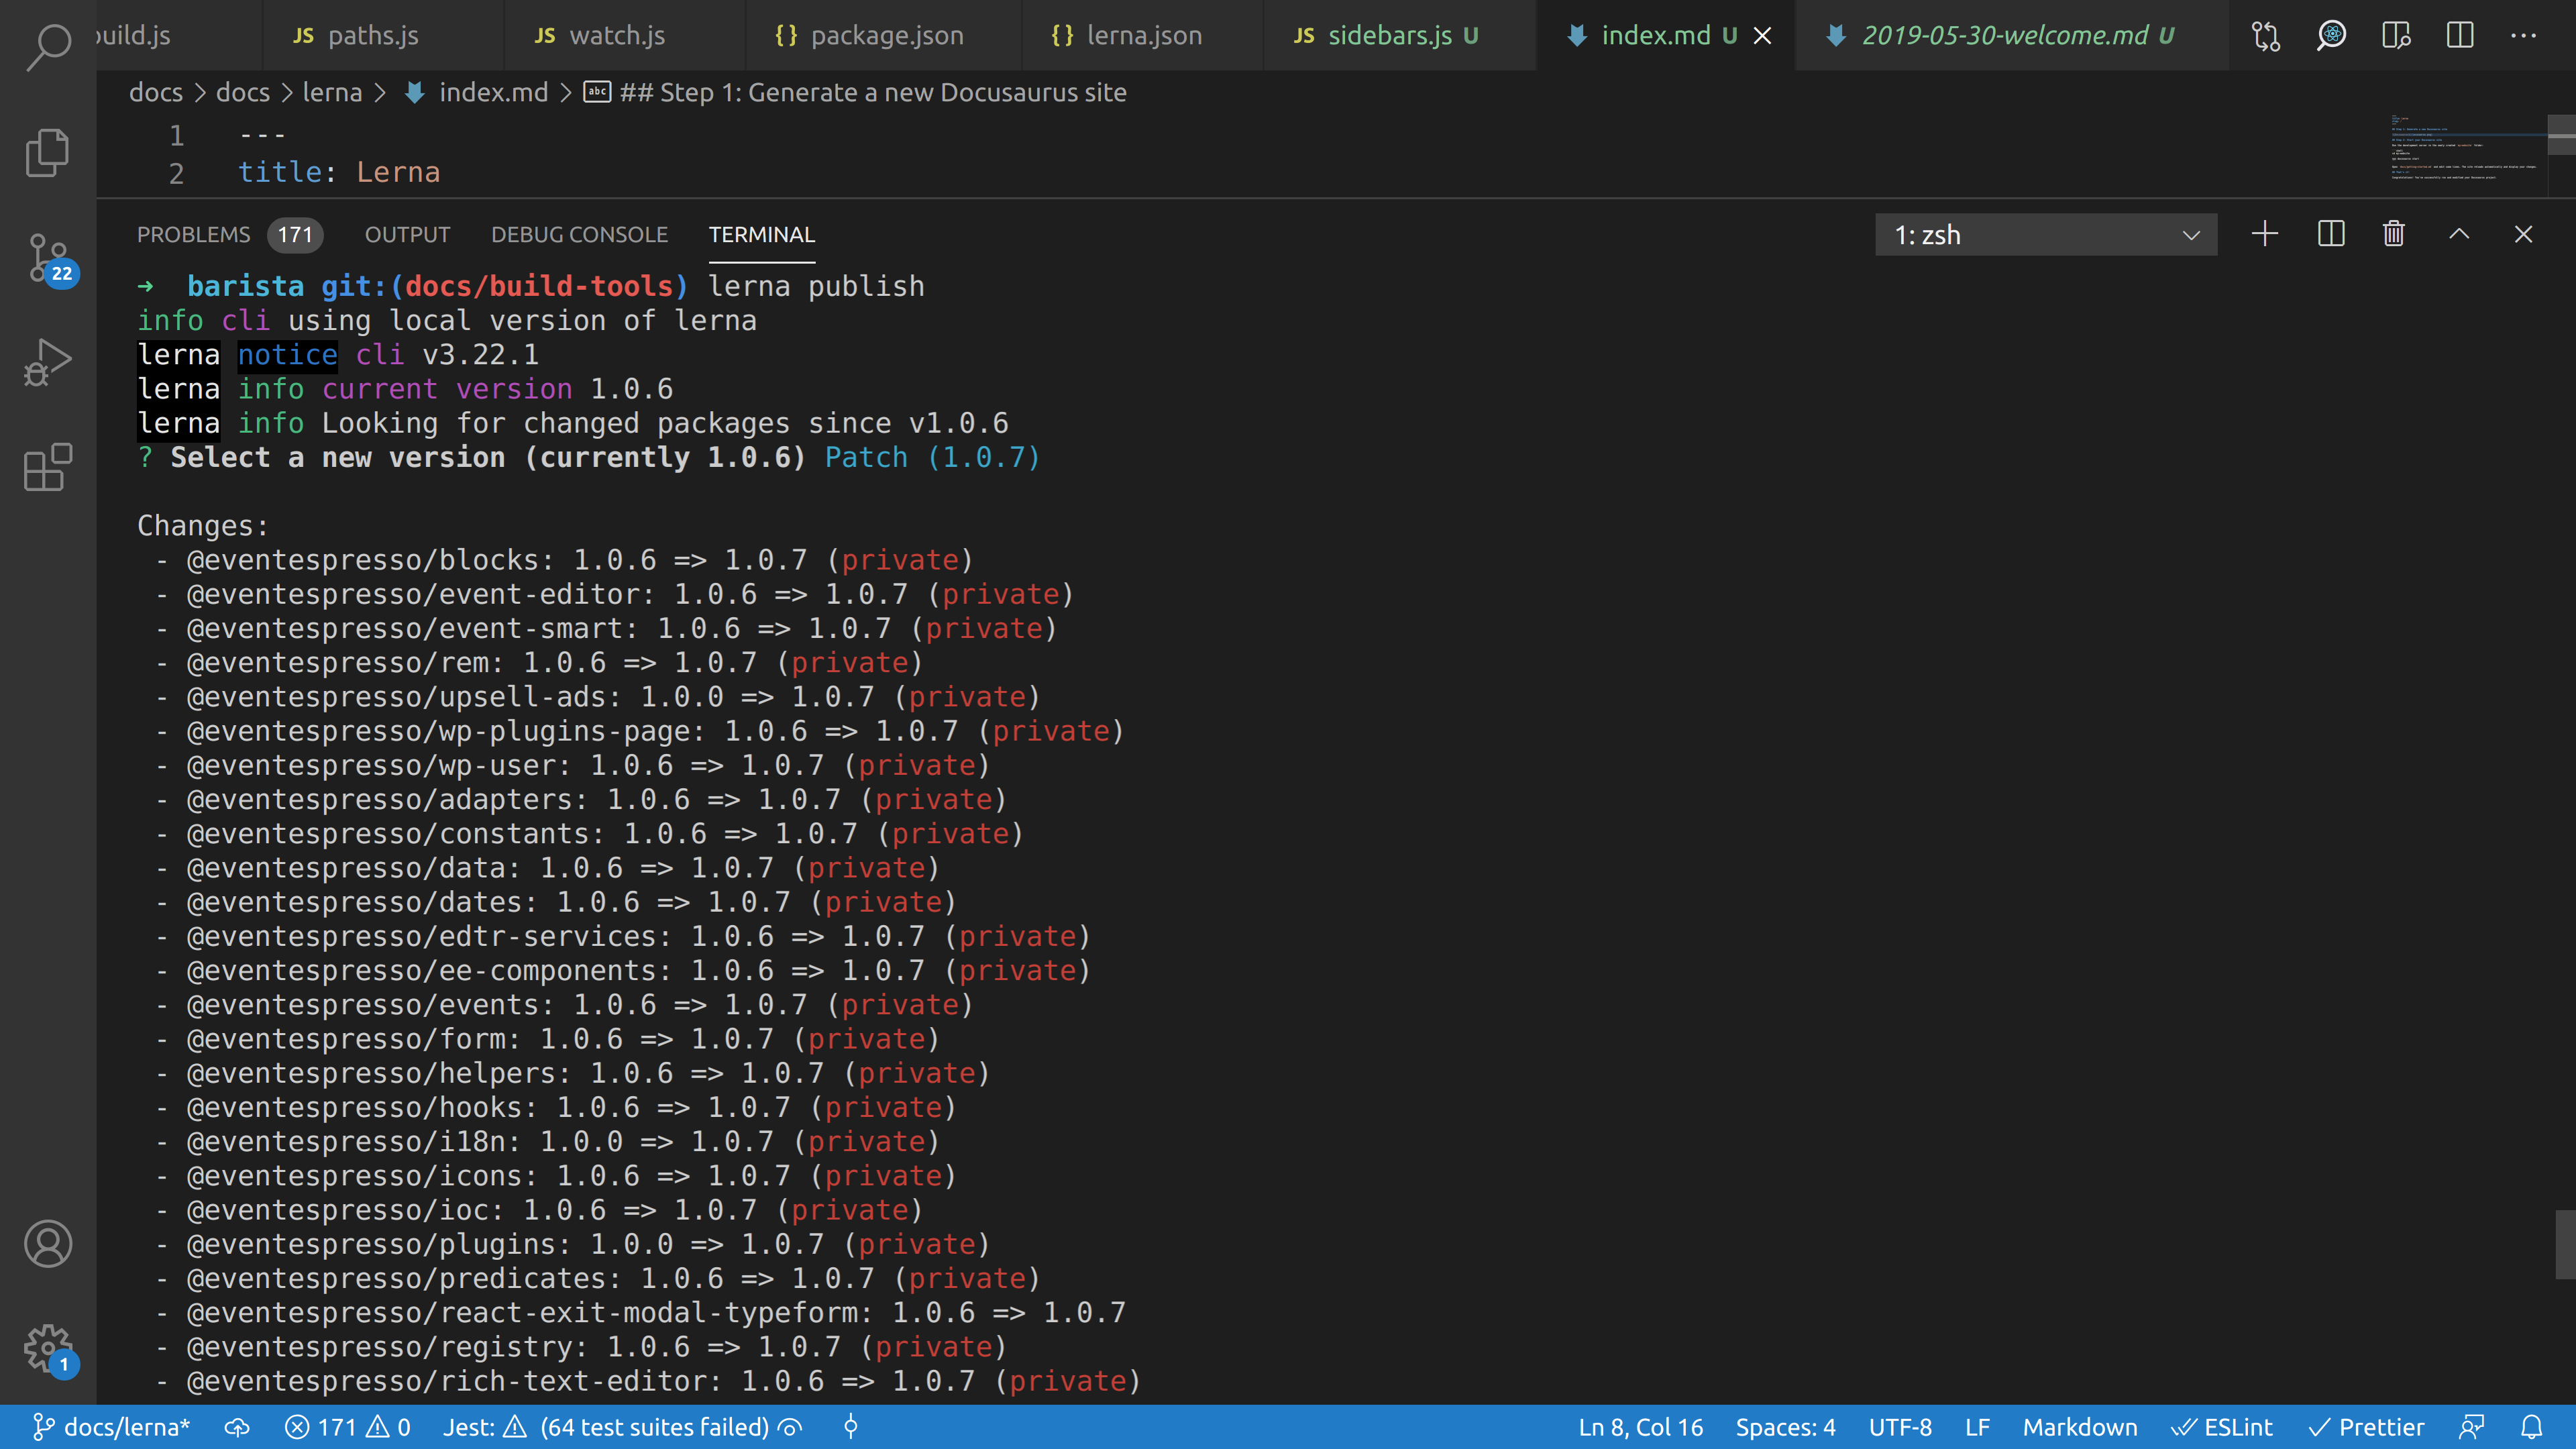 uild.js JS paths.js JS watch.js {} package.json {} lerna.json JS sidebars.js U index.md U 2019-05-30-welcome.md U
docs > docs > lerna > index.md > abc ## Step 1: Generate a new Docusaurus site
1 ---
2 title: Lerna
PROBLEMS 171 OUTPUT DEBUG CONSOLE TERMINAL 1: zsh
22
➜ barista git:(docs/build-tools) lerna publish
info cli using local version of lerna
lerna notice cli v3.22.1
lerna info current version 1.0.6
lerna info Looking for changed packages since v1.0.6
? Select a new version (currently 1.0.6) Patch (1.0.7)
Changes:
- @eventespresso/blocks: 1.0.6 => 1.0.7 (private)
- @eventespresso/event-editor: 1.0.6 => 1.0.7 (private)
- @eventespresso/event-smart: 1.0.6 => 1.0.7 (private)
- @eventespresso/rem: 1.0.6 => 1.0.7 (private)
- @eventespresso/upsell-ads: 1.0.0 => 1.0.7 (private)
- @eventespresso/wp-plugins-page: 1.0.6 => 1.0.7 (private)
- @eventespresso/wp-user: 1.0.6 => 1.0.7 (private)
- @eventespresso/adapters: 1.0.6 => 1.0.7 (private)
- @eventespresso/constants: 1.0.6 => 1.0.7 (private)
- @eventespresso/data: 1.0.6 => 1.0.7 (private)
- @eventespresso/dates: 1.0.6 => 1.0.7 (private)
- @eventespresso/edtr-services: 1.0.6 => 1.0.7 (private)
- @eventespresso/ee-components: 1.0.6 => 1.0.7 (private)
- @eventespresso/events: 1.0.6 => 1.0.7 (private)
- @eventespresso/form: 1.0.6 => 1.0.7 (private)
- @eventespresso/helpers: 1.0.6 => 1.0.7 (private)
- @eventespresso/hooks: 1.0.6 => 1.0.7 (private)
- @eventespresso/i18n: 1.0.0 => 1.0.7 (private)
- @eventespresso/icons: 1.0.6 => 1.0.7 (private)
- @eventespresso/ioc: 1.0.6 => 1.0.7 (private)
- @eventespresso/plugins: 1.0.0 => 1.0.7 (private)
- @eventespresso/predicates: 1.0.6 => 1.0.7 (private)
- @eventespresso/react-exit-modal-typeform: 1.0.6 => 1.0.7
- @eventespresso/registry: 1.0.6 => 1.0.7 (private)
1
- @eventespresso/rich-text-editor: 1.0.6 => 1.0.7 (private)
docs/lerna* 171 0 Jest: (64 test suites failed) Ln 8, Col 16 Spaces: 4 UTF-8 LF Markdown ESLint Prettier